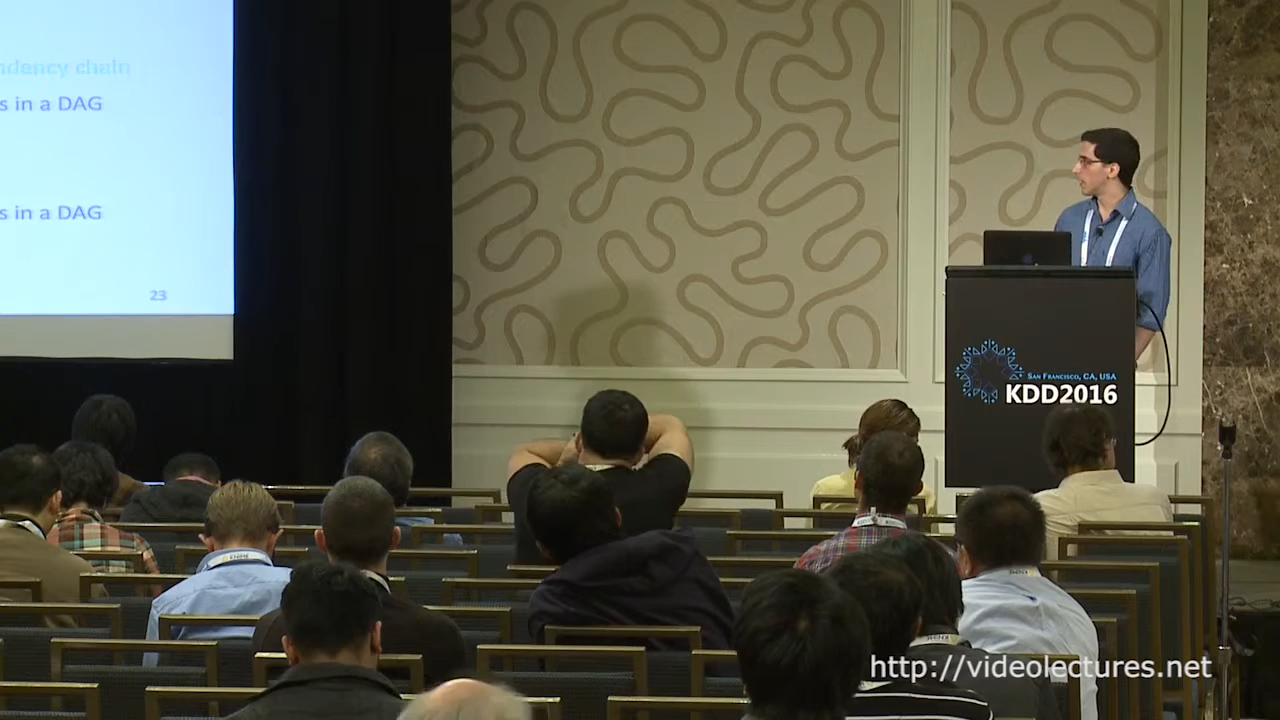 ndency chain
s in a DAG
s in a DAG
23
SAN FRANCISCO, CA, USA
KDD2016
http://videolectures.net